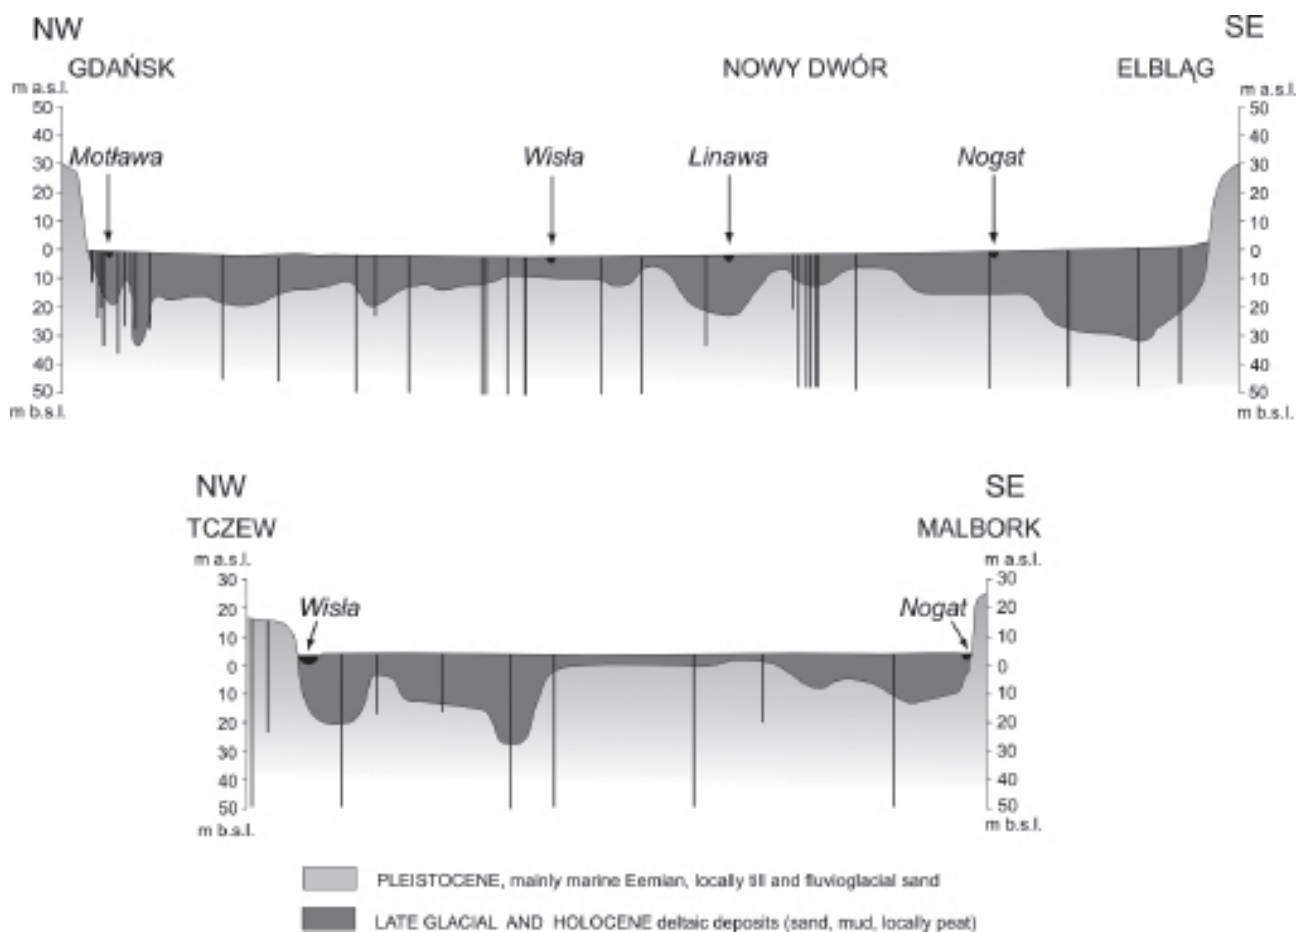 NW
SE
GDAŃSK
NOWY DWÓR
ELBLĄG
m a.s.l.
m a.s.l.
50
50
40
40
30
Motława
Wisła
Linawa
Nogat
30
20
20
10
10
0
0
10
10
20
20
30
30
40
40
50
50
m b.s.l.
m b.s.l.
NW
SE
TCZEW
MALBORK
m a.s.l.
m a.s.l.
30
30
20
Wisła
Nogat
20
10
10
0
0
10
10
20
20
30
30
40
40
50
50
m b.s.l.
m b.s.l.
PLEISTOCENE, mainly marine Eemian, locally till and fluvioglacial sand
LATE GLACIAL AND HOLOCENE deltaic deposits (sand, mud, locally peat)